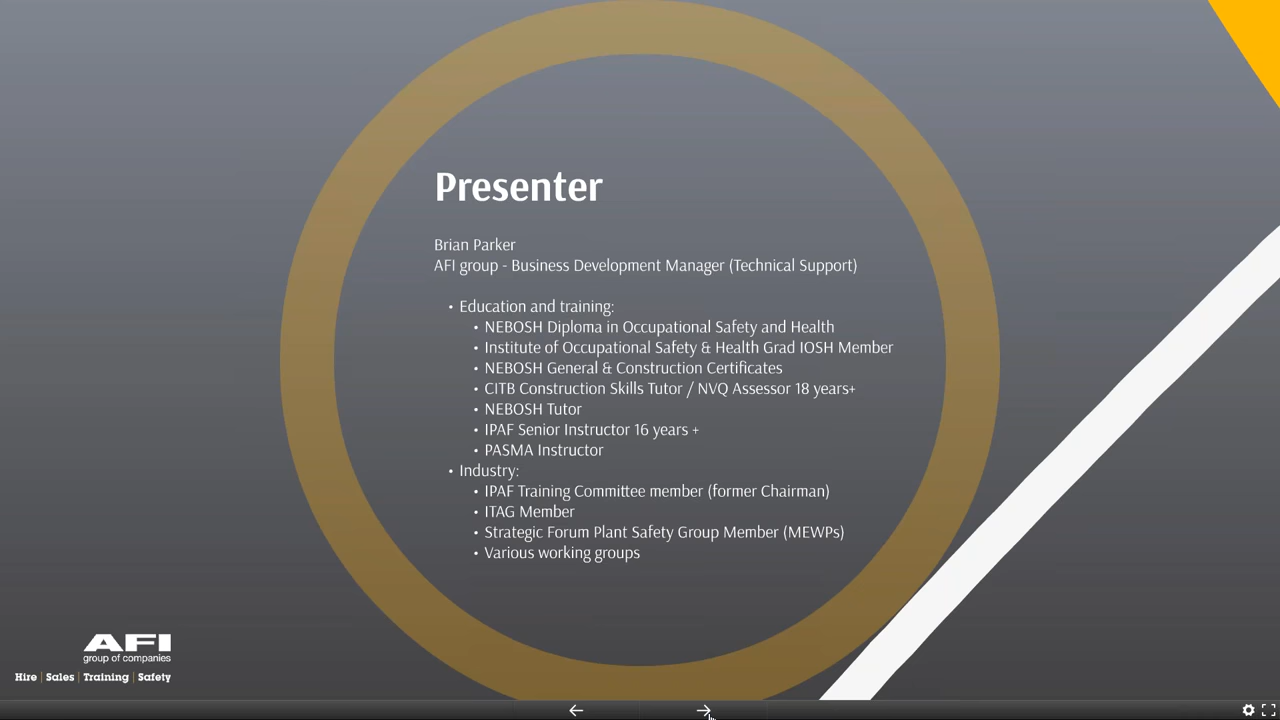 Presenter
Brian Parker
AFI group - Business Development Manager (Technical Support)
• Education and training:
• NEBOSH Diploma in Occupational Safety and Health
• Institute of Occupational Safety & Health Grad IOSH Member
• NEBOSH General & Construction Certificates
• CITB Construction Skills Tutor / NVQ Assessor 18 years+
• NEBOSH Tutor
• IPAF Senior Instructor 16 years +
• PASMA Instructor
• Industry:
• IPAF Training Committee member (former Chairman)
• ITAG Member
• Strategic Forum Plant Safety Group Member (MEWPs)
• Various working groups
AFI
group of companies
Hire | Sales | Training | Safety